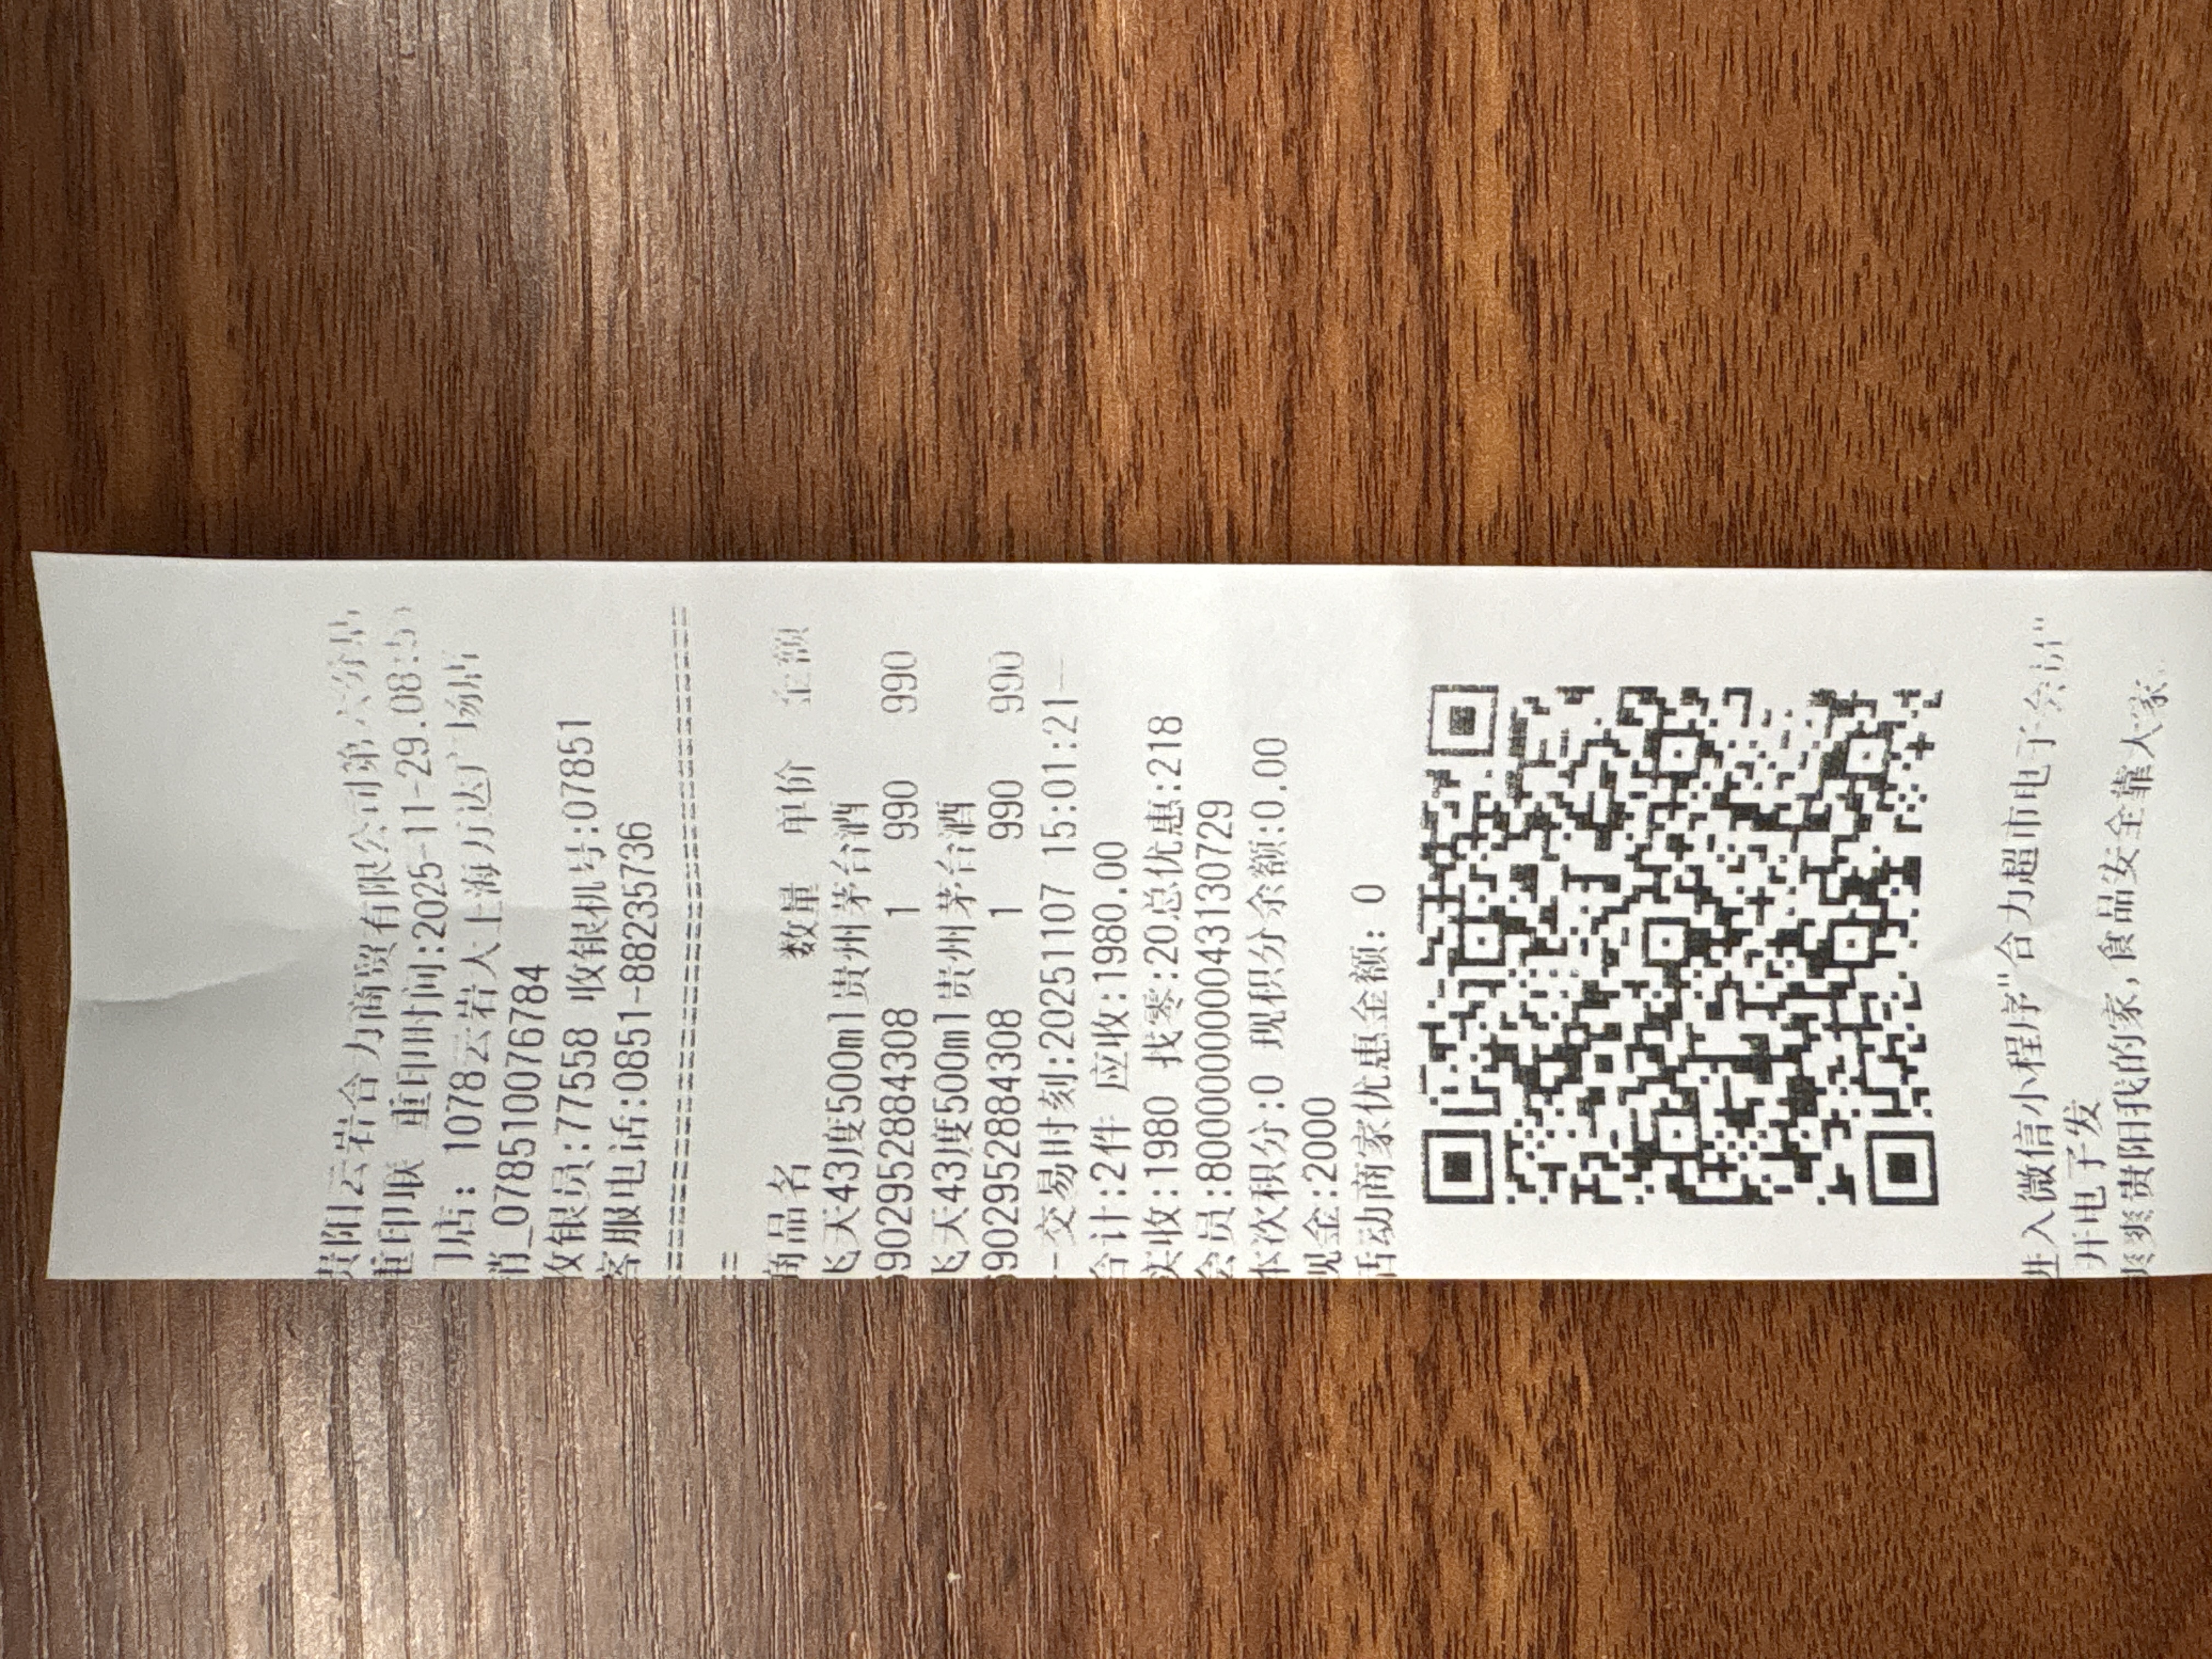 贵阳云岩合力商贸有限公司第六分店
重印联 重印时间:2025-11-29.08:5
门店: 1078云岩大上海万达广场店
肖_078510076784
收银员:77558 收银机号:07851
客服电话:0851-88235736
================================
==
商品名 数量 单价 金额
飞天43度500ml贵州茅台酒
6902952884308 1 990 990
飞天43度500ml贵州茅台酒
6902952884308 1 990 990
--交易时刻:20251107 15:01:21--
合计:2件 应收:1980.00
实收:1980 找零:20总优惠:218
会员:8000000000043130729
本次积分:0 现积分余额:0.00
现金:2000
活动商家优惠金额: 0
进入微信小程序"合力超市电子会员"
开电子发
爽爽贵阳我的家,食品安全靠大家